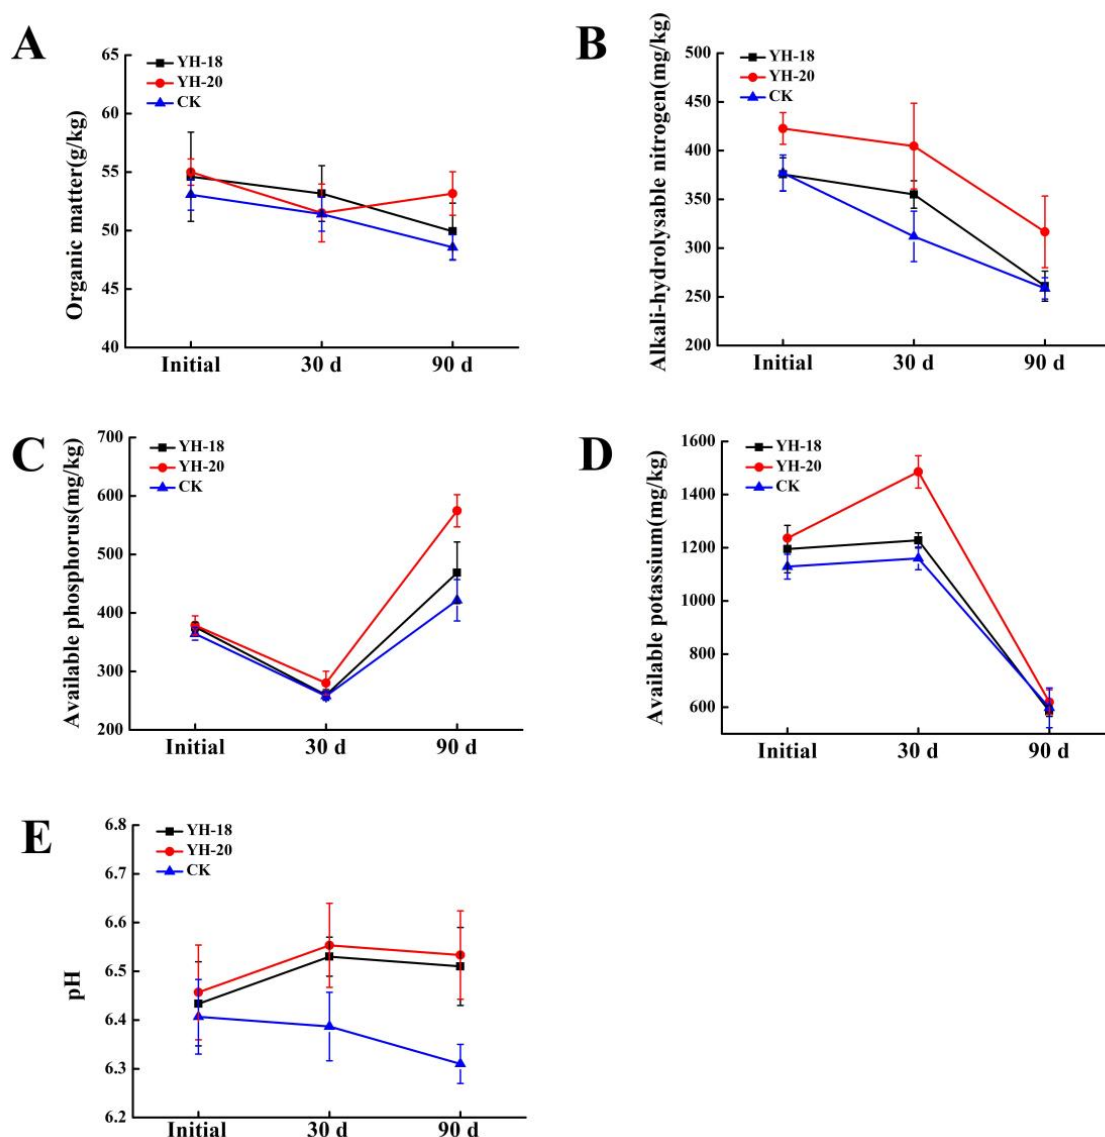 A
Organic matter(g/kg)
65
60
55
50
45
40
YH-18
YH-20
CK
Initial 30 d 90 d
B
Alkali-hydrolysable nitrogen(mg/kg)
500
450
400
350
300
250
200
YH-18
YH-20
CK
Initial 30 d 90 d
C
Available phosphorus(mg/kg)
700
600
500
400
300
200
YH-18
YH-20
CK
Initial 30 d 90 d
D
Available potassium(mg/kg)
1600
1400
1200
1000
800
600
YH-18
YH-20
CK
Initial 30 d 90 d
E
pH
6.8
6.7
6.6
6.5
6.4
6.3
6.2
YH-18
YH-20
CK
Initial 30 d 90 d